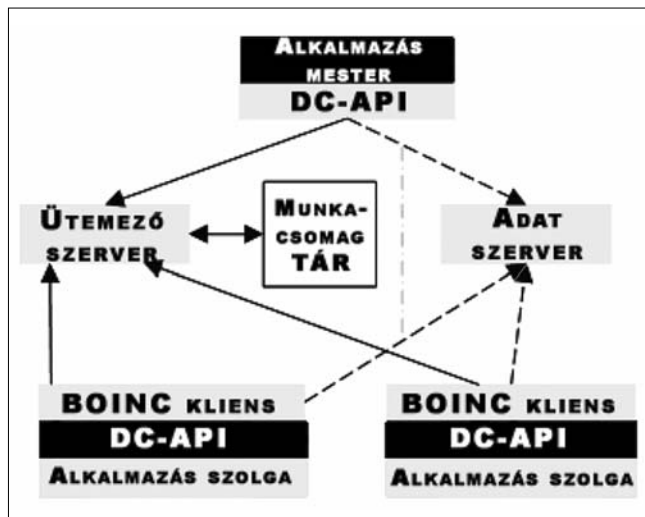 ALKALMAZÁS
MESTER
DC-API
ÜTEMEZŐ
SZERVER
MUNKA-
CSOMAG
TÁR
ADAT
SZERVER
BOINC KLIENS
DC-API
ALKALMAZÁS SZOLGA
BOINC KLIENS
DC-API
ALKALMAZÁS SZOLGA